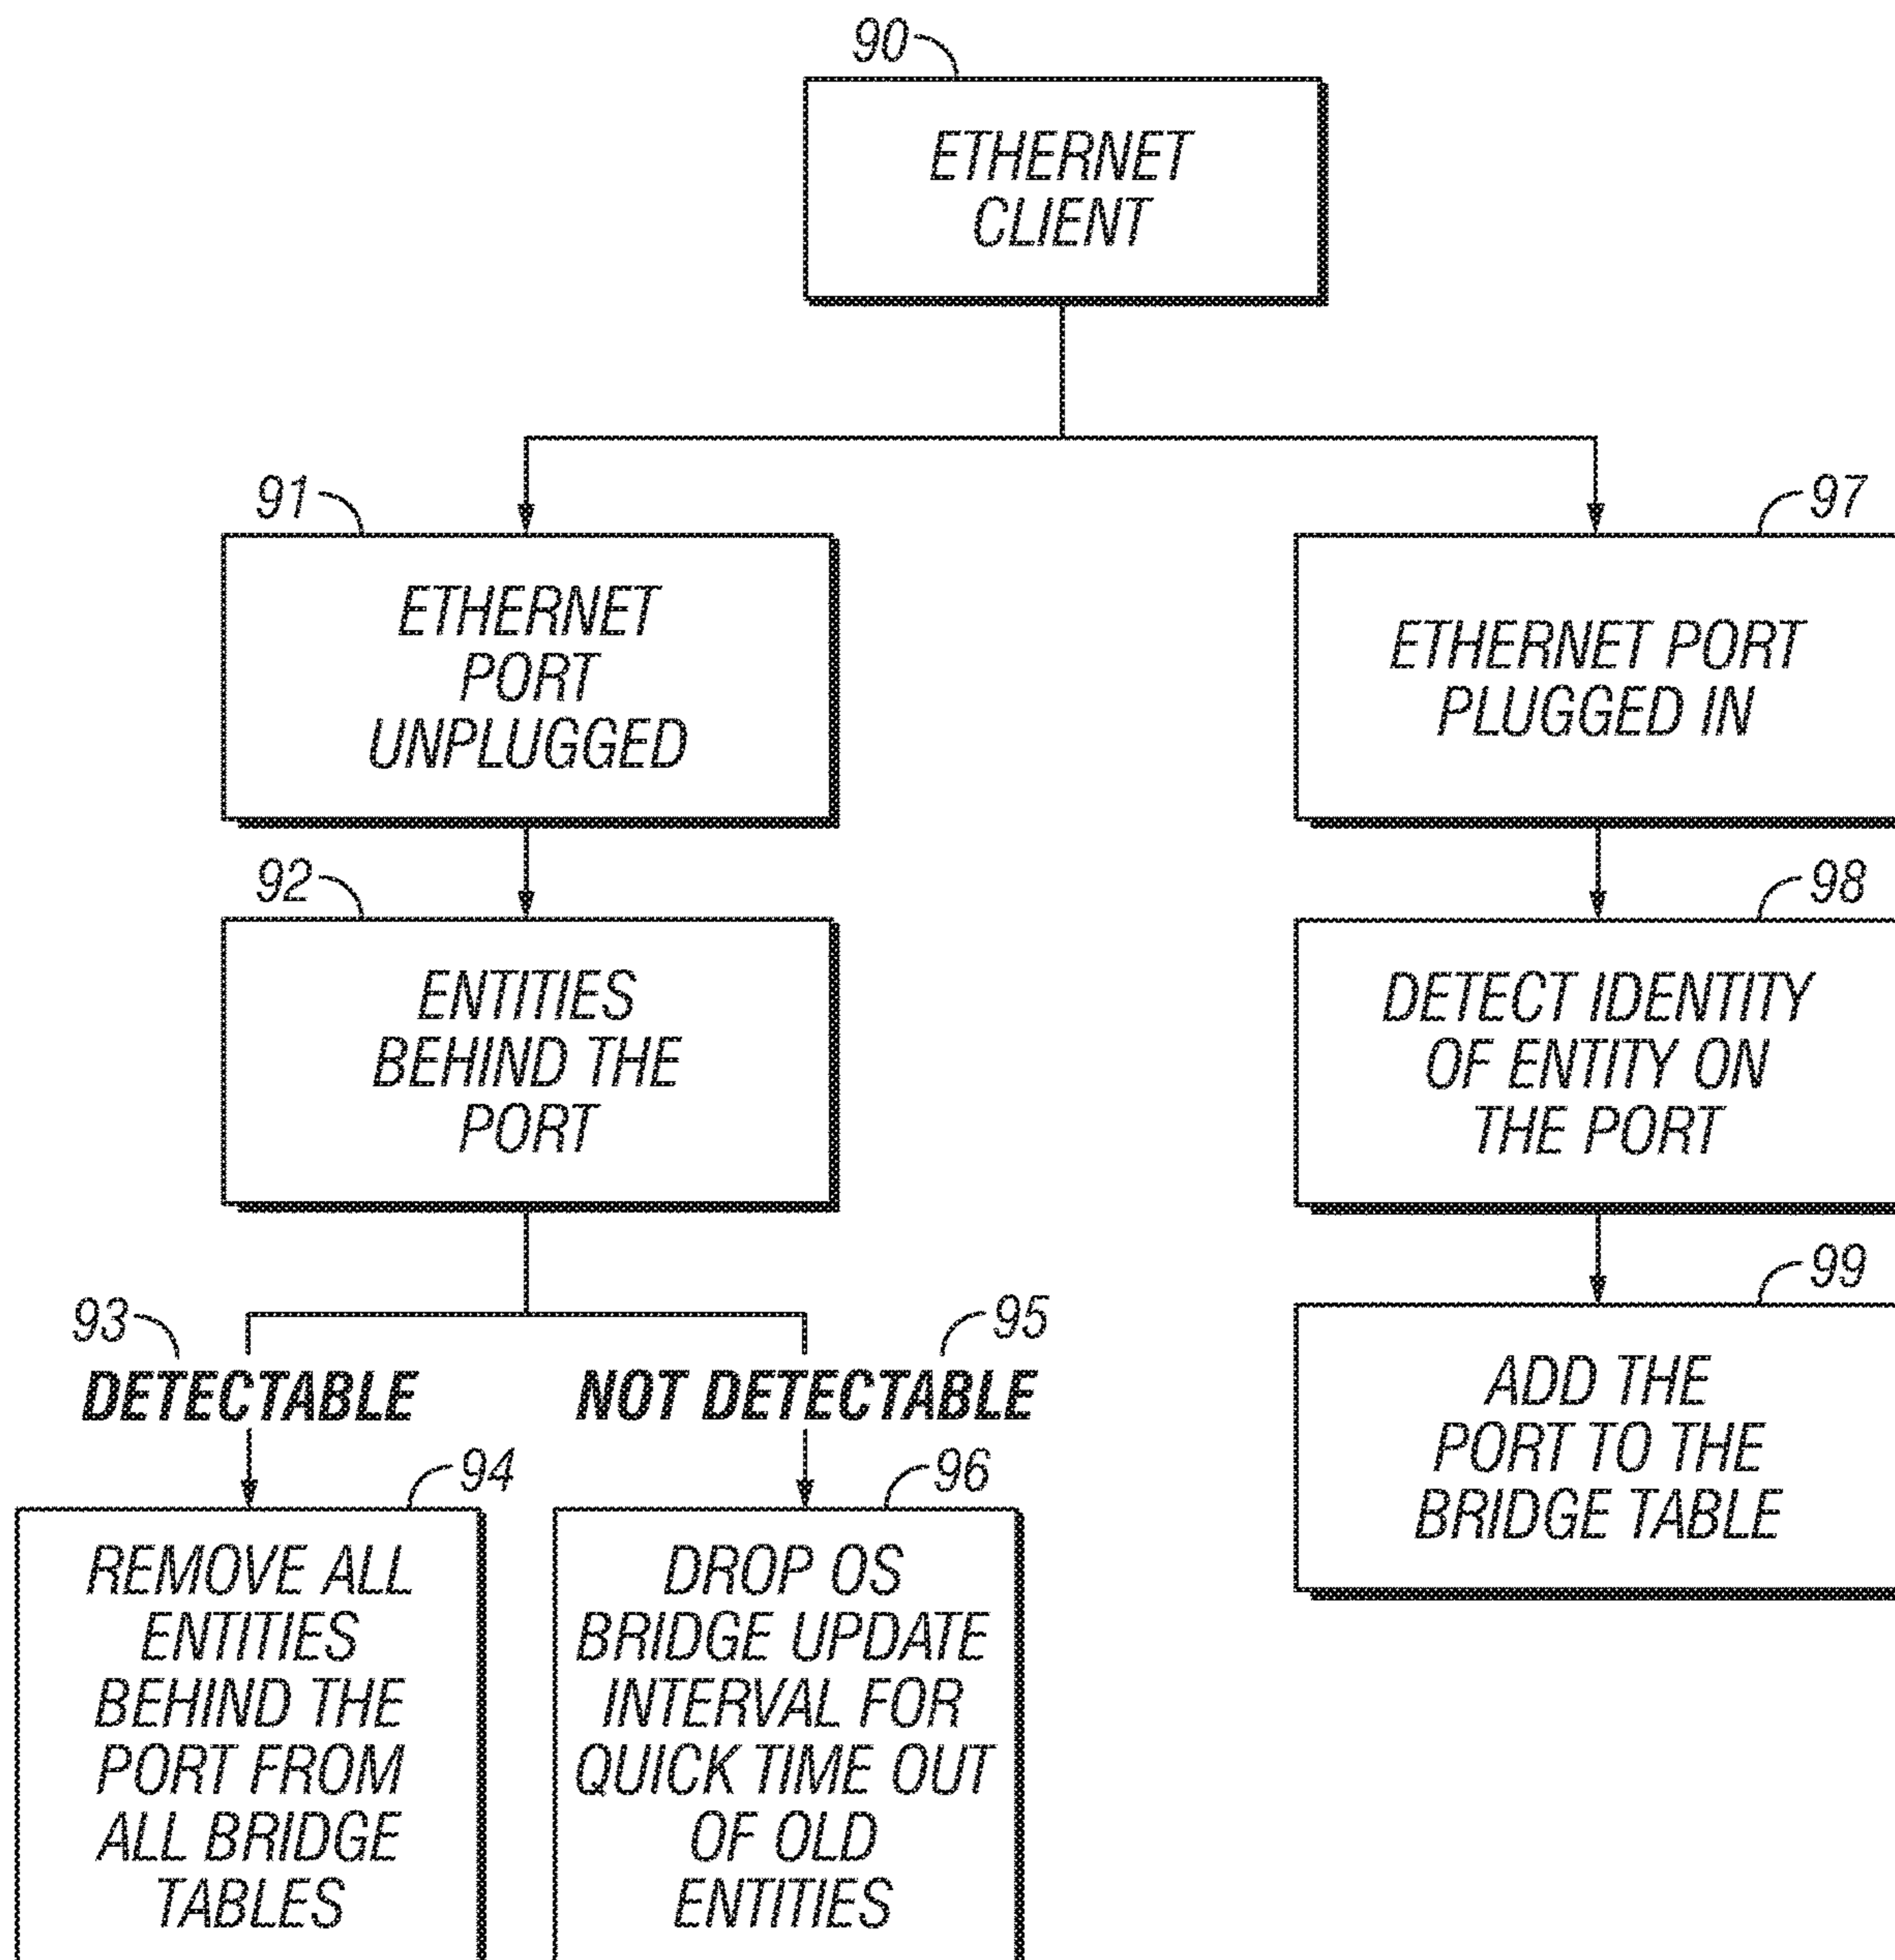 90
ETHERNET
CLIENT
91
ETHERNET
PORT
UNPLUGGED
97
ETHERNET PORT
PLUGGED IN
92
ENTITIES
BEHIND THE
PORT
98
DETECT IDENTITY
OF ENTITY ON
THE PORT
93
DETECTABLE
95
NOT DETECTABLE
99
ADD THE
PORT TO THE
BRIDGE TABLE
94
REMOVE ALL
ENTITIES
BEHIND THE
PORT FROM
ALL BRIDGE
TABLES
96
DROP OS
BRIDGE UPDATE
INTERVAL FOR
QUICK TIME OUT
OF OLD
ENTITIES